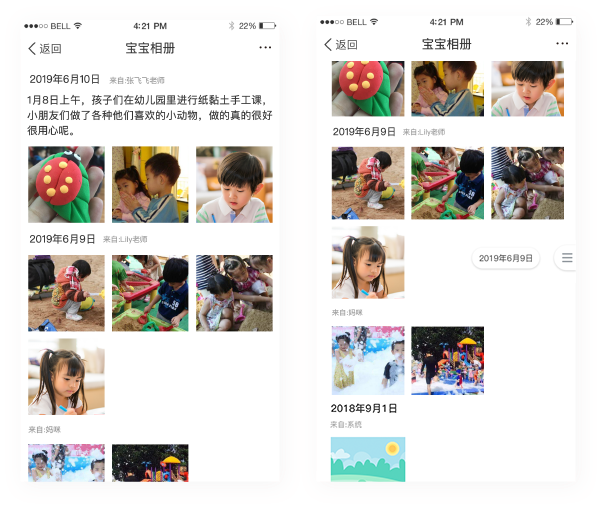 BELL 4:21 PM 22%
返回 宝宝相册
2019年6月10日 来自:张飞飞老师
1月8日上午，孩子们在幼儿园里进行纸黏土手工课，
小朋友们做了各种他们喜欢的小动物，做的真的很好
很用心呢。
2019年6月9日 来自:Lily老师
来自:妈咪
BELL 4:21 PM 22%
返回 宝宝相册
2019年6月9日 来自:Lily老师
2019年6月9日
来自:妈咪
2018年9月1日
来自:系统